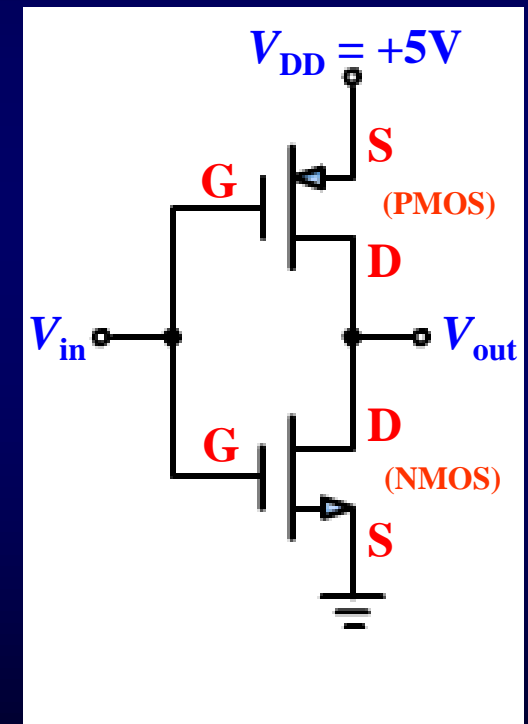 V_DD = +5V
S
G
(PMOS)
D
V_in
V_out
D
G
(NMOS)
S